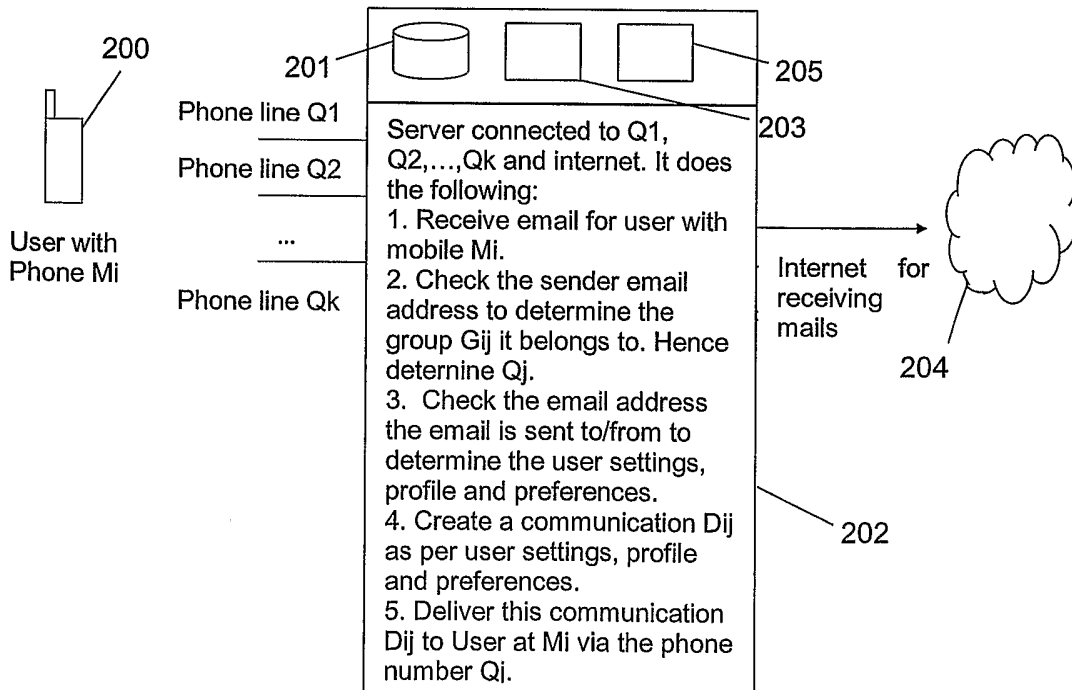 200
201
205
203
Phone line Q1
Phone line Q2
...
Phone line Qk
User with
Phone Mi
Server connected to Q1,
Q2,...,Qk and internet. It does
the following:
1. Receive email for user with
mobile Mi.
2. Check the sender email
address to determine the
group Gij it belongs to. Hence
deternine Qj.
3. Check the email address
the email is sent to/from to
determine the user settings,
profile and preferences.
4. Create a communication Dij
as per user settings, profile
and preferences.
5. Deliver this communication
Dij to User at Mi via the phone
number Qj.
Internet for
receiving
mails
204
202